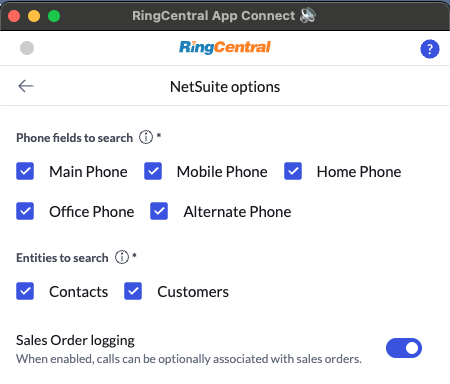 RingCentral App Connect
RingCentral
?
NetSuite options
Phone fields to search ⓘ *
Main Phone Mobile Phone Home Phone
Office Phone Alternate Phone
Entities to search ⓘ *
Contacts Customers
Sales Order logging
When enabled, calls can be optionally associated with sales orders.